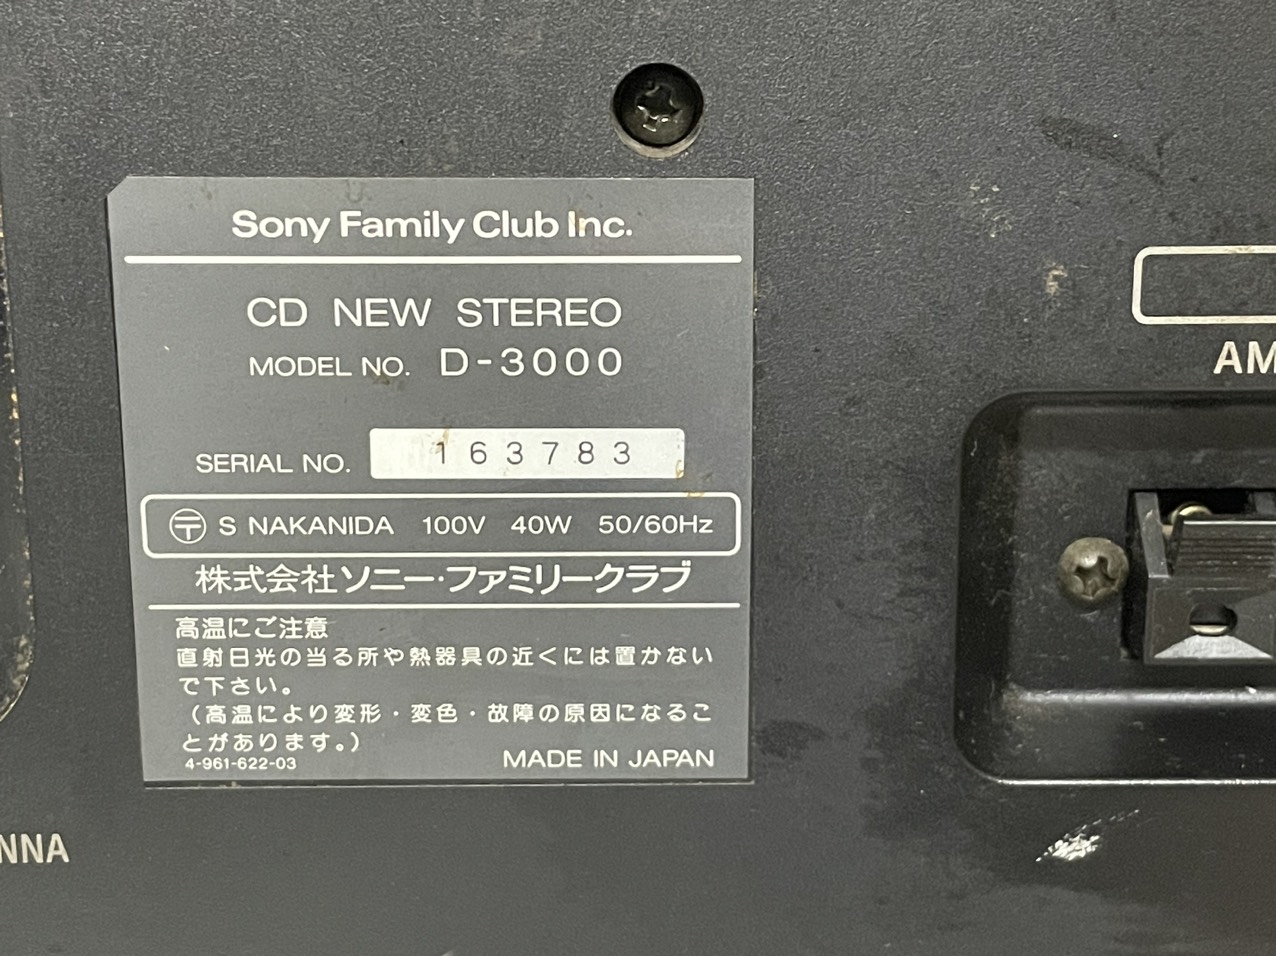 Sony Family Club Inc.
CD NEW STEREO
MODEL NO. D-3000
SERIAL NO. 163783
〒 S NAKANIDA 100V 40W 50/60Hz
株式会社ソニー・ファミリークラブ
高温にご注意
直射日光の当る所や熱器具の近くには置かない
で下さい。
（高温により変形・変色・故障の原因になるこ
とがあります。）
4-961-622-03 MADE IN JAPAN
AM
NNA